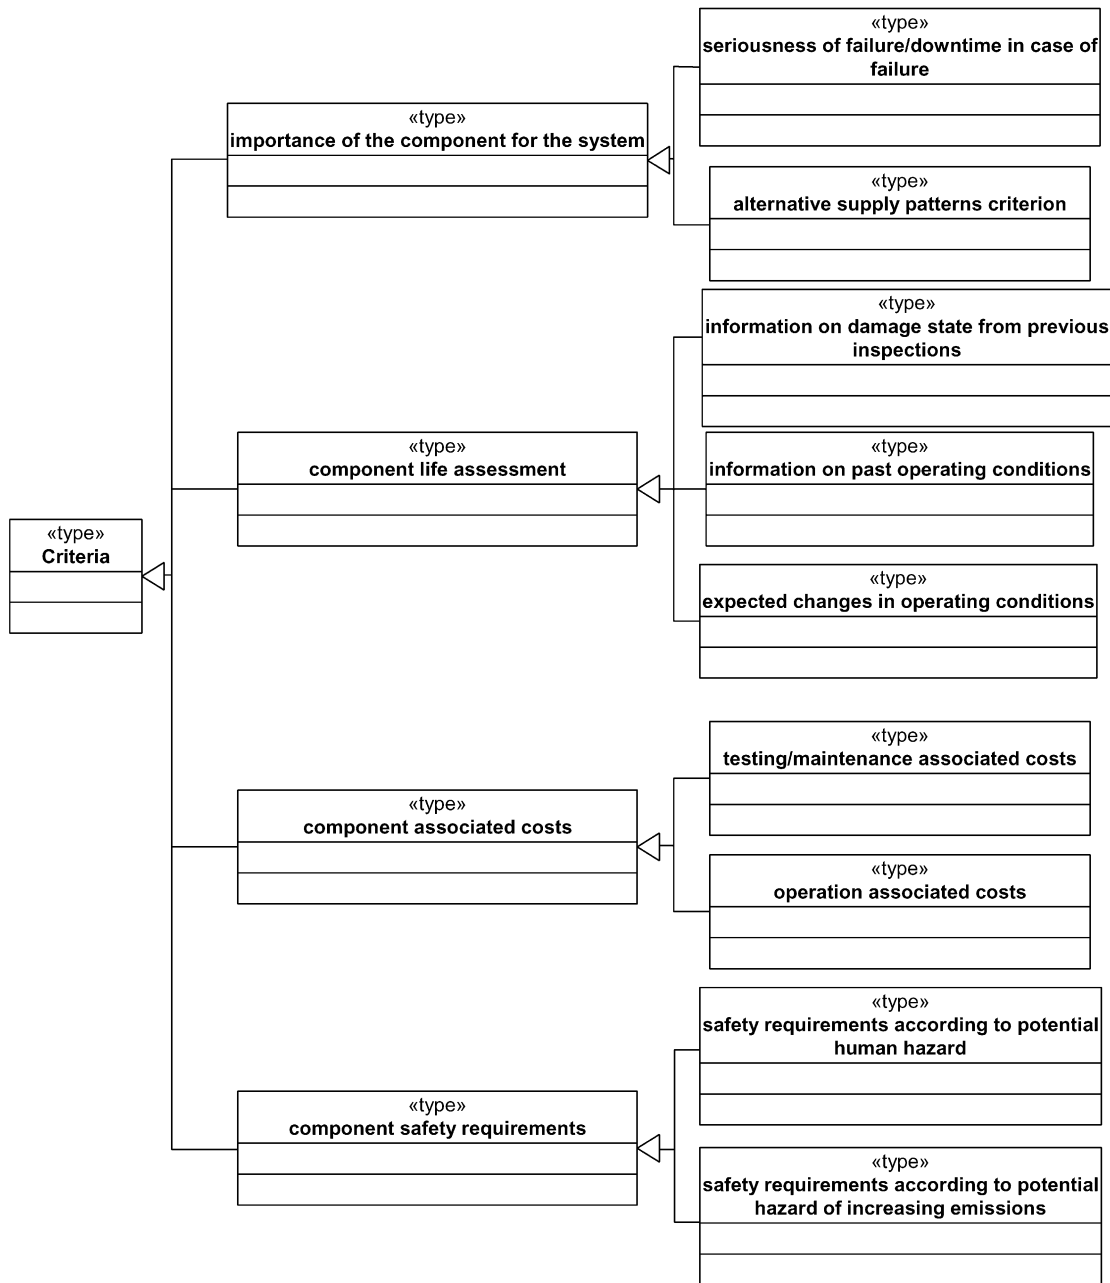 «type»
seriousness of failure/downtime in case of
failure
«type»
importance of the component for the system
«type»
alternative supply patterns criterion
«type»
information on damage state from previous
inspections
«type»
component life assessment
«type»
information on past operating conditions
«type»
Criteria
«type»
expected changes in operating conditions
«type»
testing/maintenance associated costs
«type»
component associated costs
«type»
operation associated costs
«type»
safety requirements according to potential
human hazard
«type»
component safety requirements
«type»
safety requirements according to potential
hazard of increasing emissions